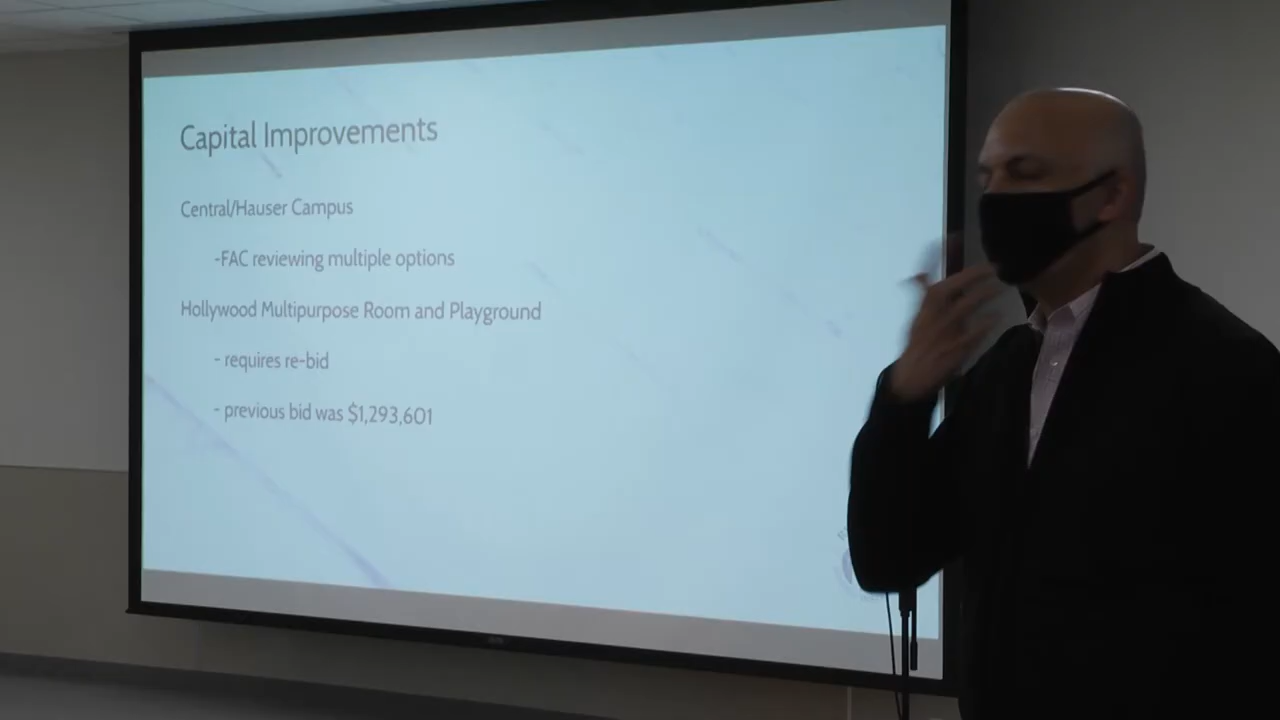 Capital Improvements
Central/Hauser Campus
-FAC reviewing multiple options
Hollywood Multipurpose Room and Playground
- requires re-bid
- previous bid was $1,293,601